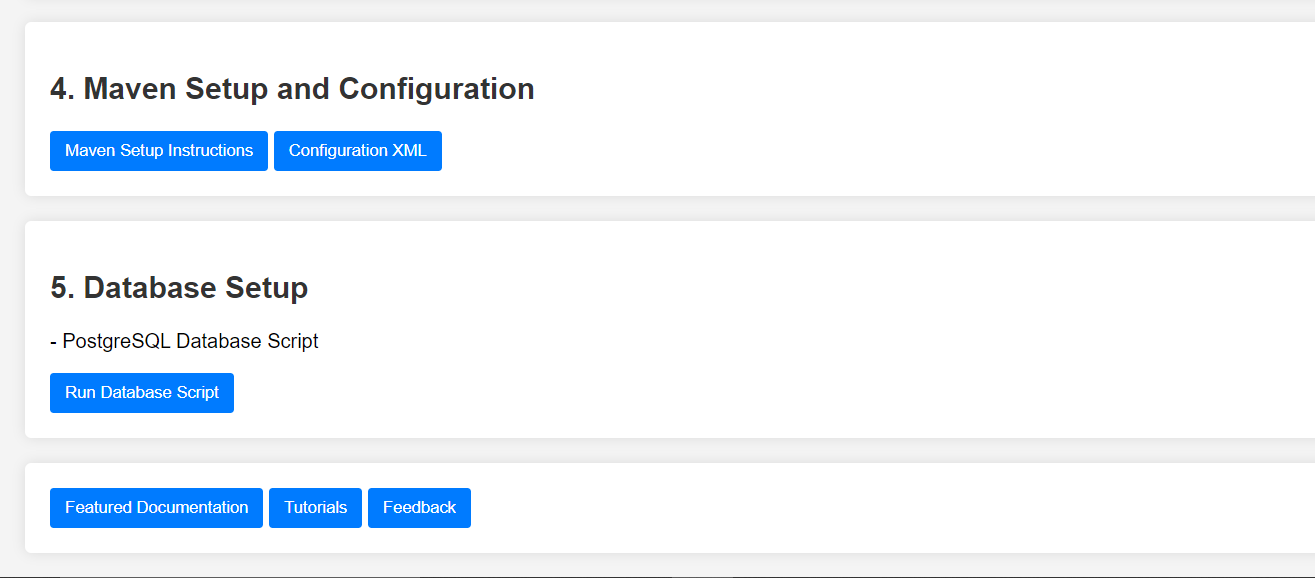 4. Maven Setup and Configuration
Maven Setup Instructions Configuration XML
5. Database Setup
- PostgreSQL Database Script
Run Database Script
Featured Documentation Tutorials Feedback